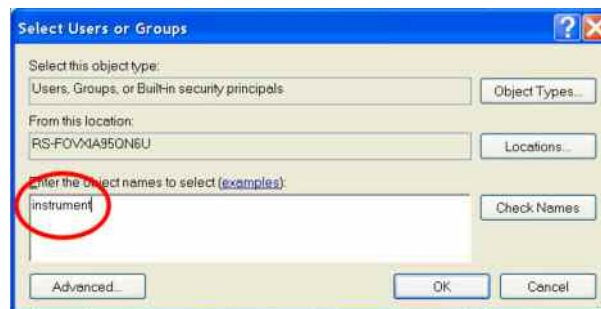 Select Users or Groups
Select this object type:
Users, Groups, or Built-in security principals
Object Types...
From this location:
RS-FOVXIA95QN6U
Locations...
Enter the object names to select (examples):
instrument
Check Names
Advanced...
OK
Cancel